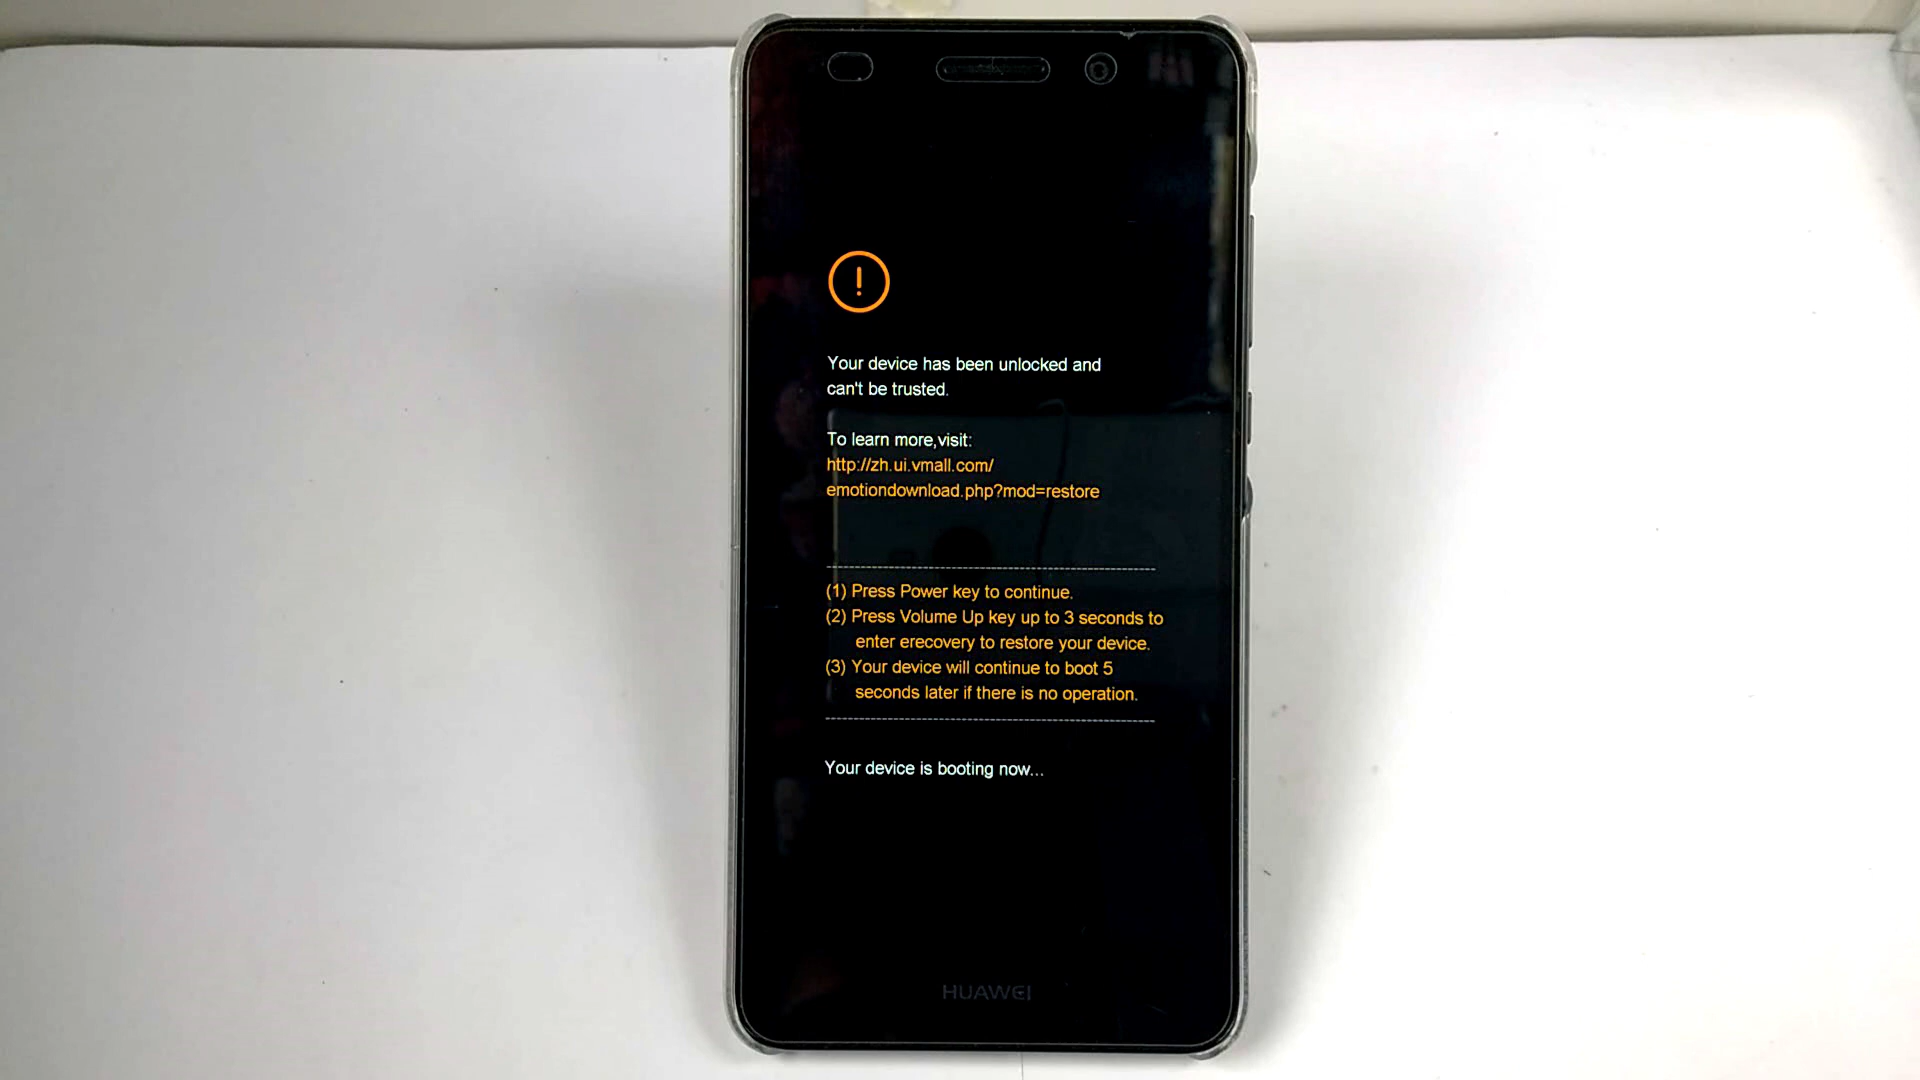 Your device has been unlocked and
can't be trusted.
To learn more,visit:
http://zh.ui.vmall.com/
emotiondownload.php?mod=restore
(1) Press Power key to continue.
(2) Press Volume Up key up to 3 seconds to
enter erecovery to restore your device.
(3) Your device will continue to boot 5
seconds later if there is no operation.
Your device is booting now...
HUAWEI